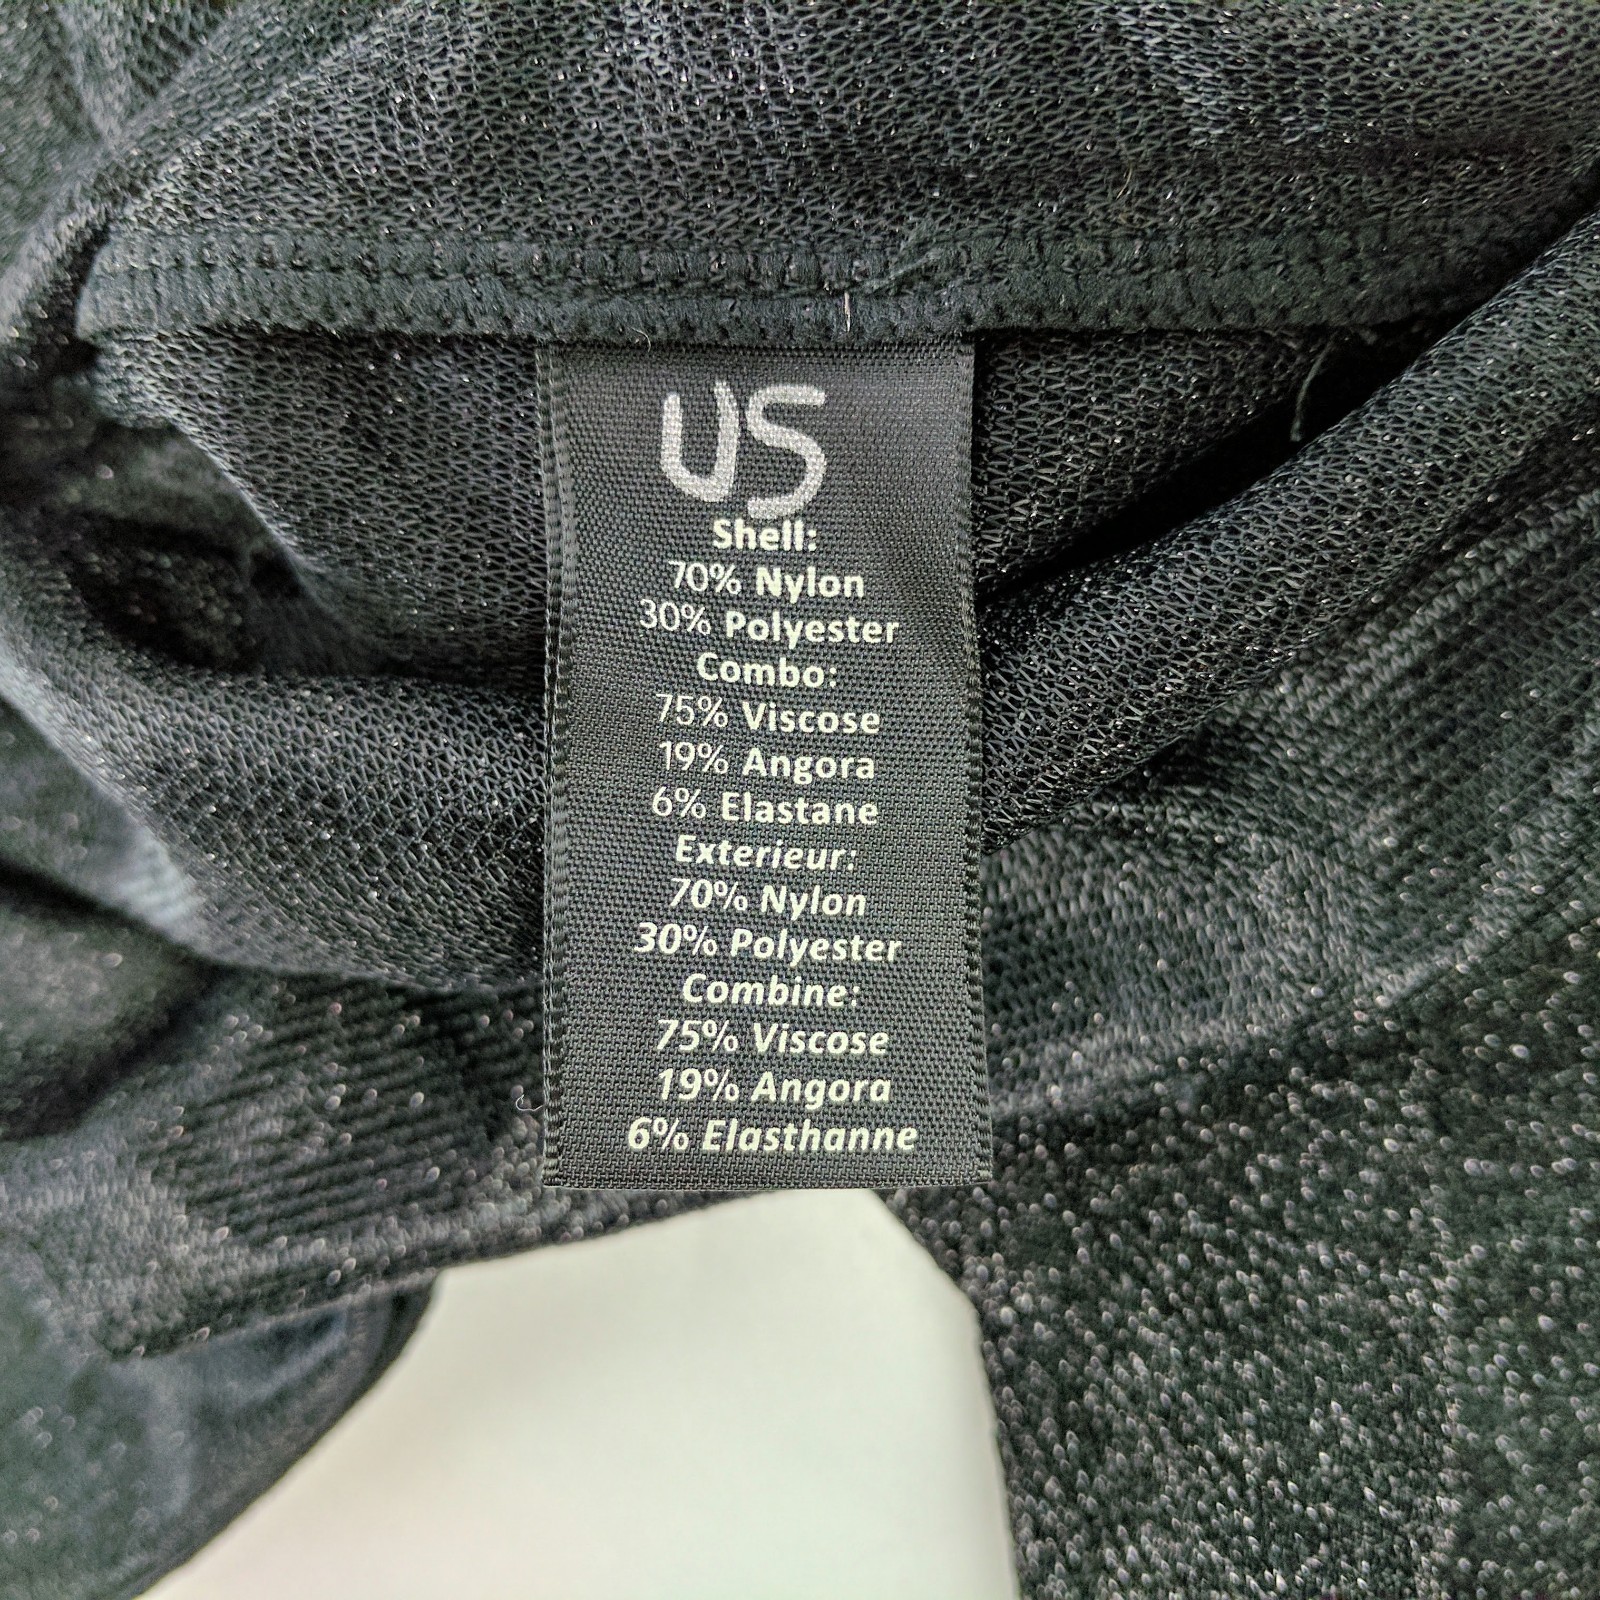 US
Shell:
70% Nylon
30% Polyester
Combo:
75% Viscose
19% Angora
6% Elastane
Exterieur:
70% Nylon
30% Polyester
Combine:
75% Viscose
19% Angora
6% Elasthanne